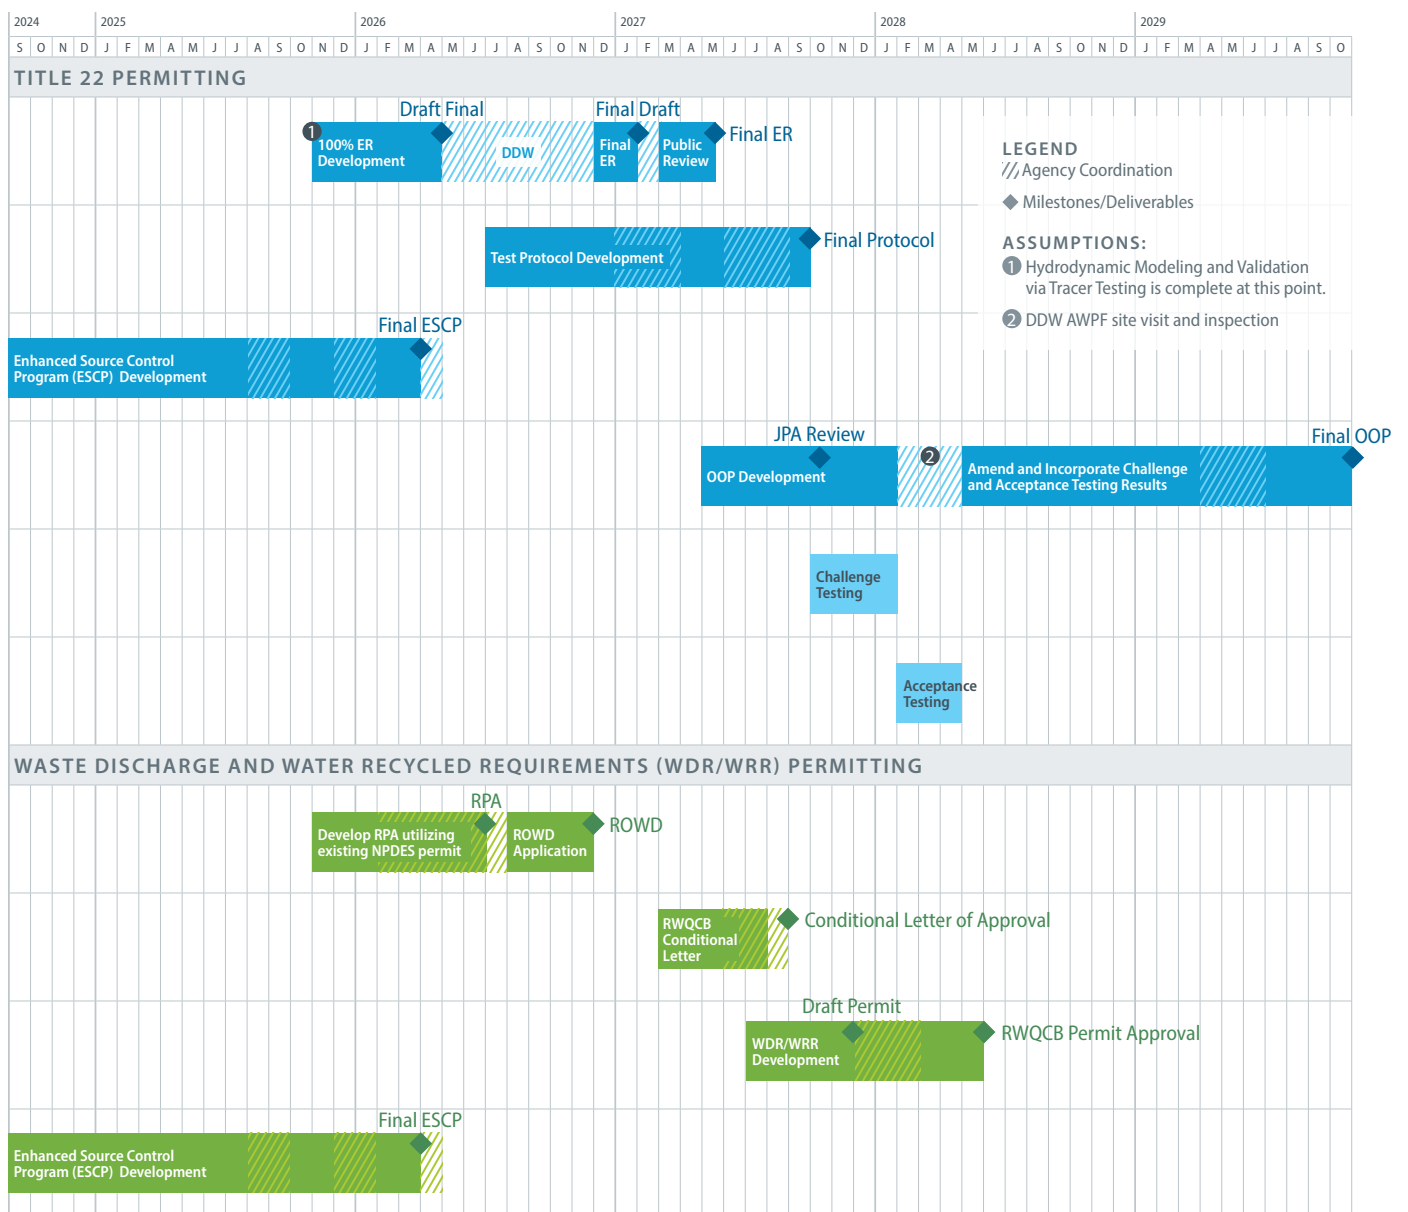 2024 2025 2026 2027 2028 2029
S O N D J F M A M J J A S O N D J F M A M J J A S O N D J F M A M J J A S O N D J F M A M J J A S O N D J F M A M J J A S O
TITLE 22 PERMITTING
Draft Final
Final Draft
1
100% ER
Development
DDW
Final
ER
Public
Review
Final ER
LEGEND
Agency Coordination
Milestones/Deliverables
ASSUMPTIONS:
1 Hydrodynamic Modeling and Validation
via Tracer Testing is complete at this point.
2 DDW AWPF site visit and inspection
Test Protocol Development
Final Protocol
Final ESCP
Enhanced Source Control
Program (ESCP) Development
JPA Review
Final OOP
OOP Development
2
Amend and Incorporate Challenge
and Acceptance Testing Results
Challenge
Testing
Acceptance
Testing
WASTE DISCHARGE AND WATER RECYCLED REQUIREMENTS (WDR/WRR) PERMITTING
RPA
Develop RPA utilizing
existing NPDES permit
ROWD
Application
ROWD
RWQCB
Conditional
Letter
Conditional Letter of Approval
Draft Permit
WDR/WRR
Development
RWQCB Permit Approval
Final ESCP
Enhanced Source Control
Program (ESCP) Development